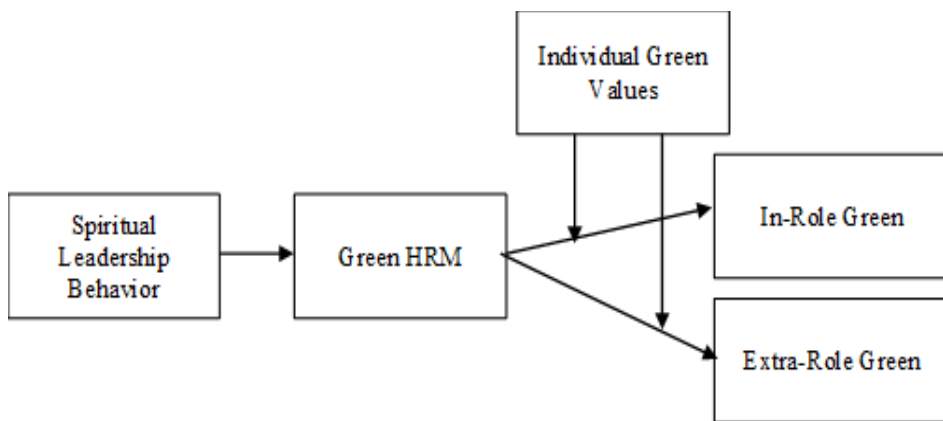 Individual Green
Values
In-Role Green
Spiritual
Leadership
Behavior
Green HRM
Extra-Role Green